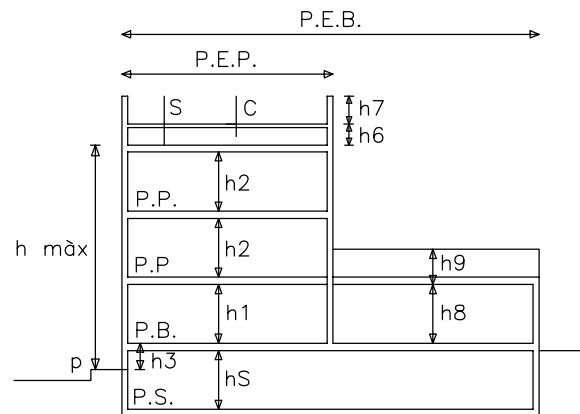 P.E.B.
P.E.P.
S C h7
h6
h2
P.P.
h màx h2
P.P h9
h1 h8
P.B.
p h3
hS
P.S.